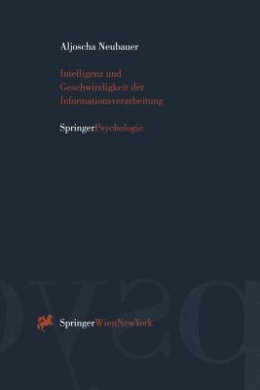 Aljoscha Neubauer
Intelligenz und
Geschwindigkeit der
Informationsverarbeitung
SpringerPsychologie
SpringerWienNewYork